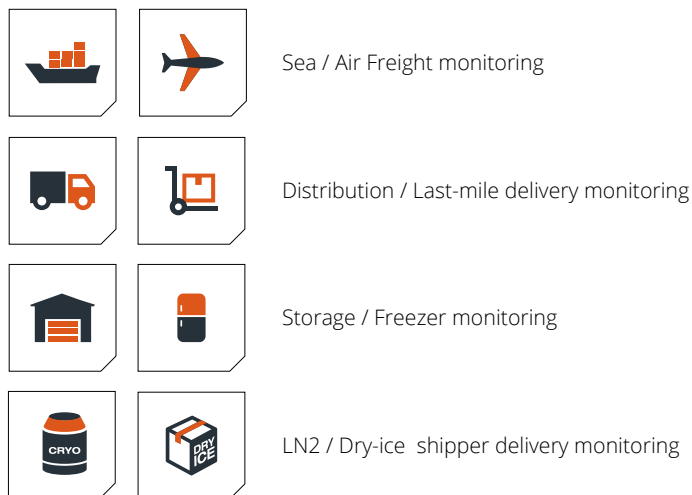 Sea / Air Freight monitoring
Distribution / Last-mile delivery monitoring
Storage / Freezer monitoring
CRYO
DRY
ICE
LN2 / Dry-ice shipper delivery monitoring